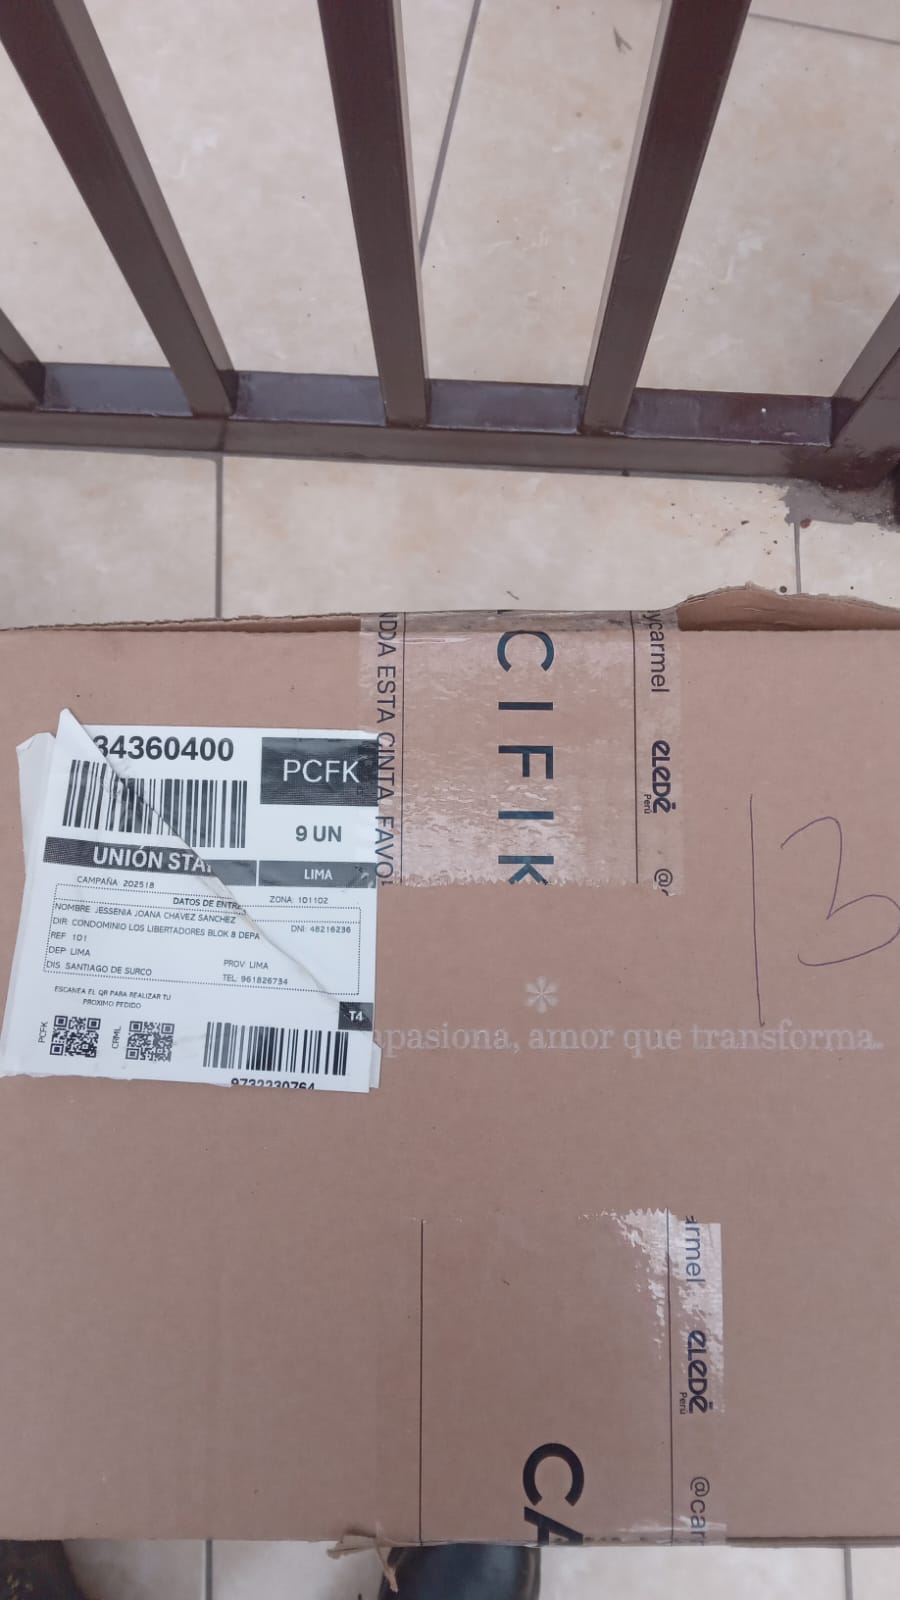 34360400
PCFK
9 UN
UNIÓN STA
LIMA
CAMPAÑA: 202518
ZONA: 101102
DATOS DE ENTRE
NOMBRE: JESSENIA JOANA CHAVEZ SANCHEZ
DNI: 48216236
DIR: CONDOMINIO LOS LIBERTADORES BLOK 8 DEPA
REF: 101
DEP: LIMA
PROV: LIMA
DIS: SANTIAGO DE SURCO
TEL: 961826734
ESCANEA EL QR PARA REALIZAR TU
PROXIMO PEDIDO
T4
PCFK
CRML
9732230764
NDDA ESTA CINTA FAVO
CIFIK
ycarmel eLeDé Perú @
13
apasiona, amor que transforma.
armel eLeDé Perú @car
CA